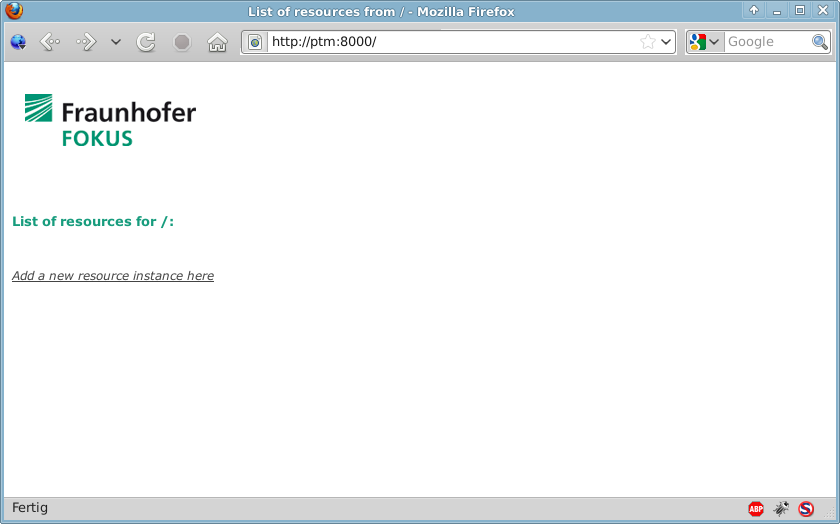 List of resources from / - Mozilla Firefox
http://ptm:8000/
Google
Fraunhofer
FOKUS
List of resources for /:
Add a new resource instance here
Fertig
ABP